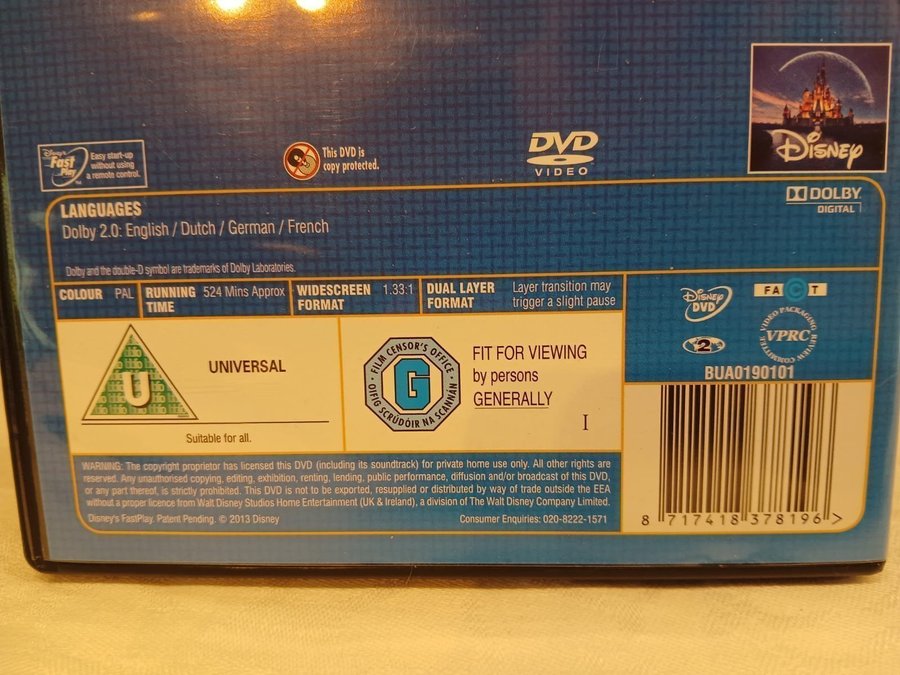 Disney's
Fast
Play
Easy start-up
without using
a remote control.
This DVD is
copy protected.
DVD
VIDEO
Disney
LANGUAGES
Dolby 2.0: English / Dutch / German / French
DOLBY
DIGITAL
Dolby and the double-D symbol are trademarks of Dolby Laboratories.
COLOUR PAL
RUNNING TIME 524 Mins Approx
WIDESCREEN FORMAT 1.33:1
DUAL LAYER FORMAT Layer transition may trigger a slight pause
U
UNIVERSAL
Suitable for all.
FILM CENSOR'S OFFICE
G
OIFIG SCRÚDÓIR NA SCANNÁN
FIT FOR VIEWING
by persons
GENERALLY
I
Disney
DVD
FACT
2
VIDEO PACKAGING REVIEW COMMITTEE
VPRC
BUA0190101
WARNING: The copyright proprietor has licensed this DVD (including its soundtrack) for private home use only. All other rights are
reserved. Any unauthorised copying, editing, exhibition, renting, lending, public performance, diffusion and/or broadcast of this DVD,
or any part thereof, is strictly prohibited. This DVD is not to be exported, resupplied or distributed by way of trade outside the EEA
without a proper licence from Walt Disney Studios Home Entertainment (UK & Ireland), a division of The Walt Disney Company Limited.
Disney's FastPlay. Patent Pending. © 2013 Disney
Consumer Enquiries: 020-8222-1571
8 717418 378196 >